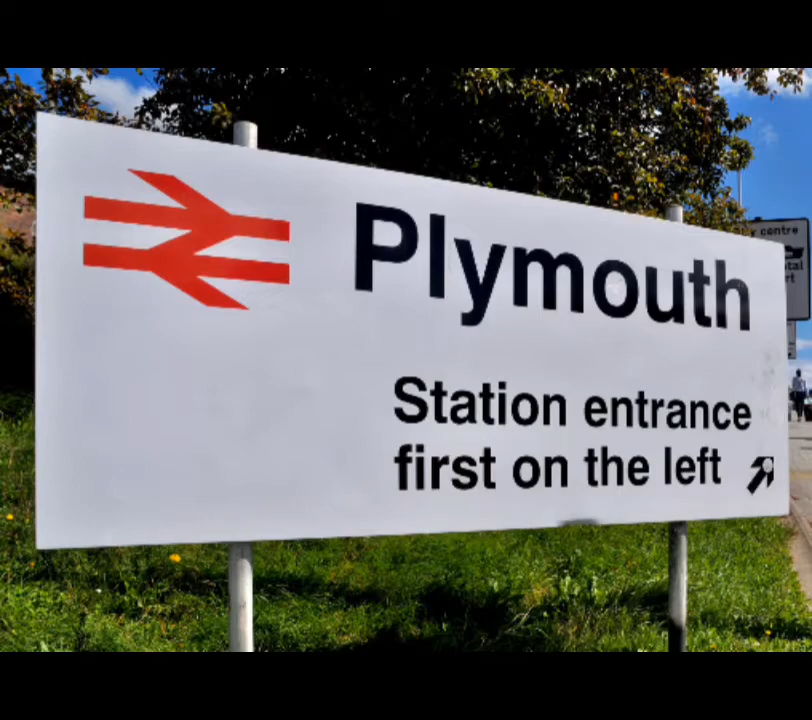 Plymouth
Station entrance
first on the left
centre